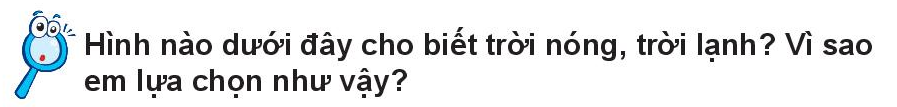 Hình nào dưới đây cho biết trời nóng, trời lạnh? Vì sao
em lựa chọn như vậy?